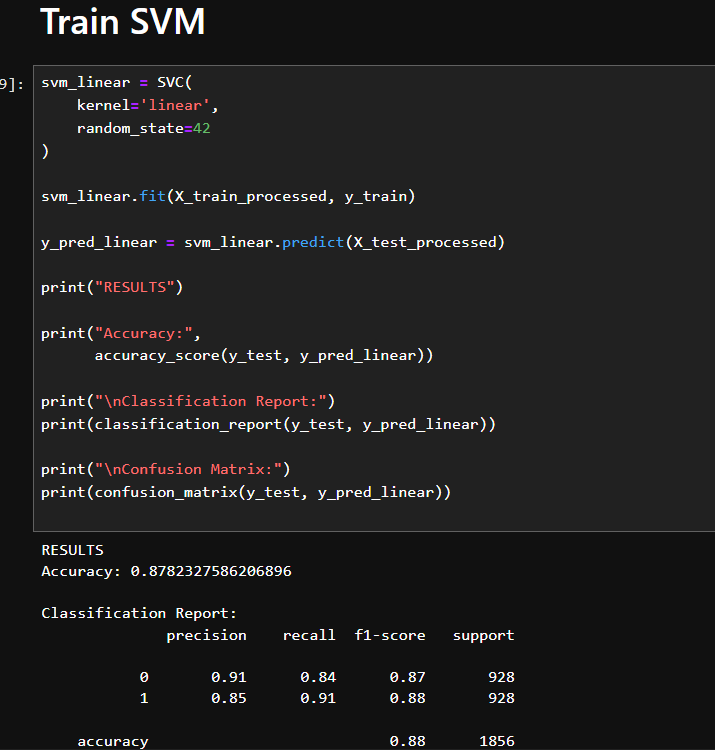 Train SVM
9]:
svm_linear = SVC(
    kernel='linear',
    random_state=42
)
svm_linear.fit(X_train_processed, y_train)
y_pred_linear = svm_linear.predict(X_test_processed)
print("RESULTS")
print("Accuracy:",
      accuracy_score(y_test, y_pred_linear))
print("\nClassification Report:")
print(classification_report(y_test, y_pred_linear))
print("\nConfusion Matrix:")
print(confusion_matrix(y_test, y_pred_linear))
RESULTS
Accuracy: 0.8782327586206896
Classification Report:
              precision    recall  f1-score   support
           0       0.91      0.84      0.87       928
           1       0.85      0.91      0.88       928
    accuracy                           0.88      1856